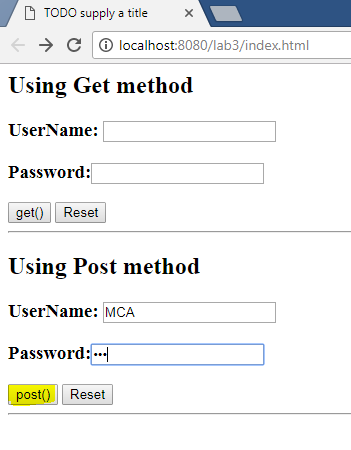 TODO supply a title
localhost:8080/lab3/index.html
Using Get method
UserName:
Password:
get() Reset
Using Post method
UserName: MCA
Password: •••
post() Reset